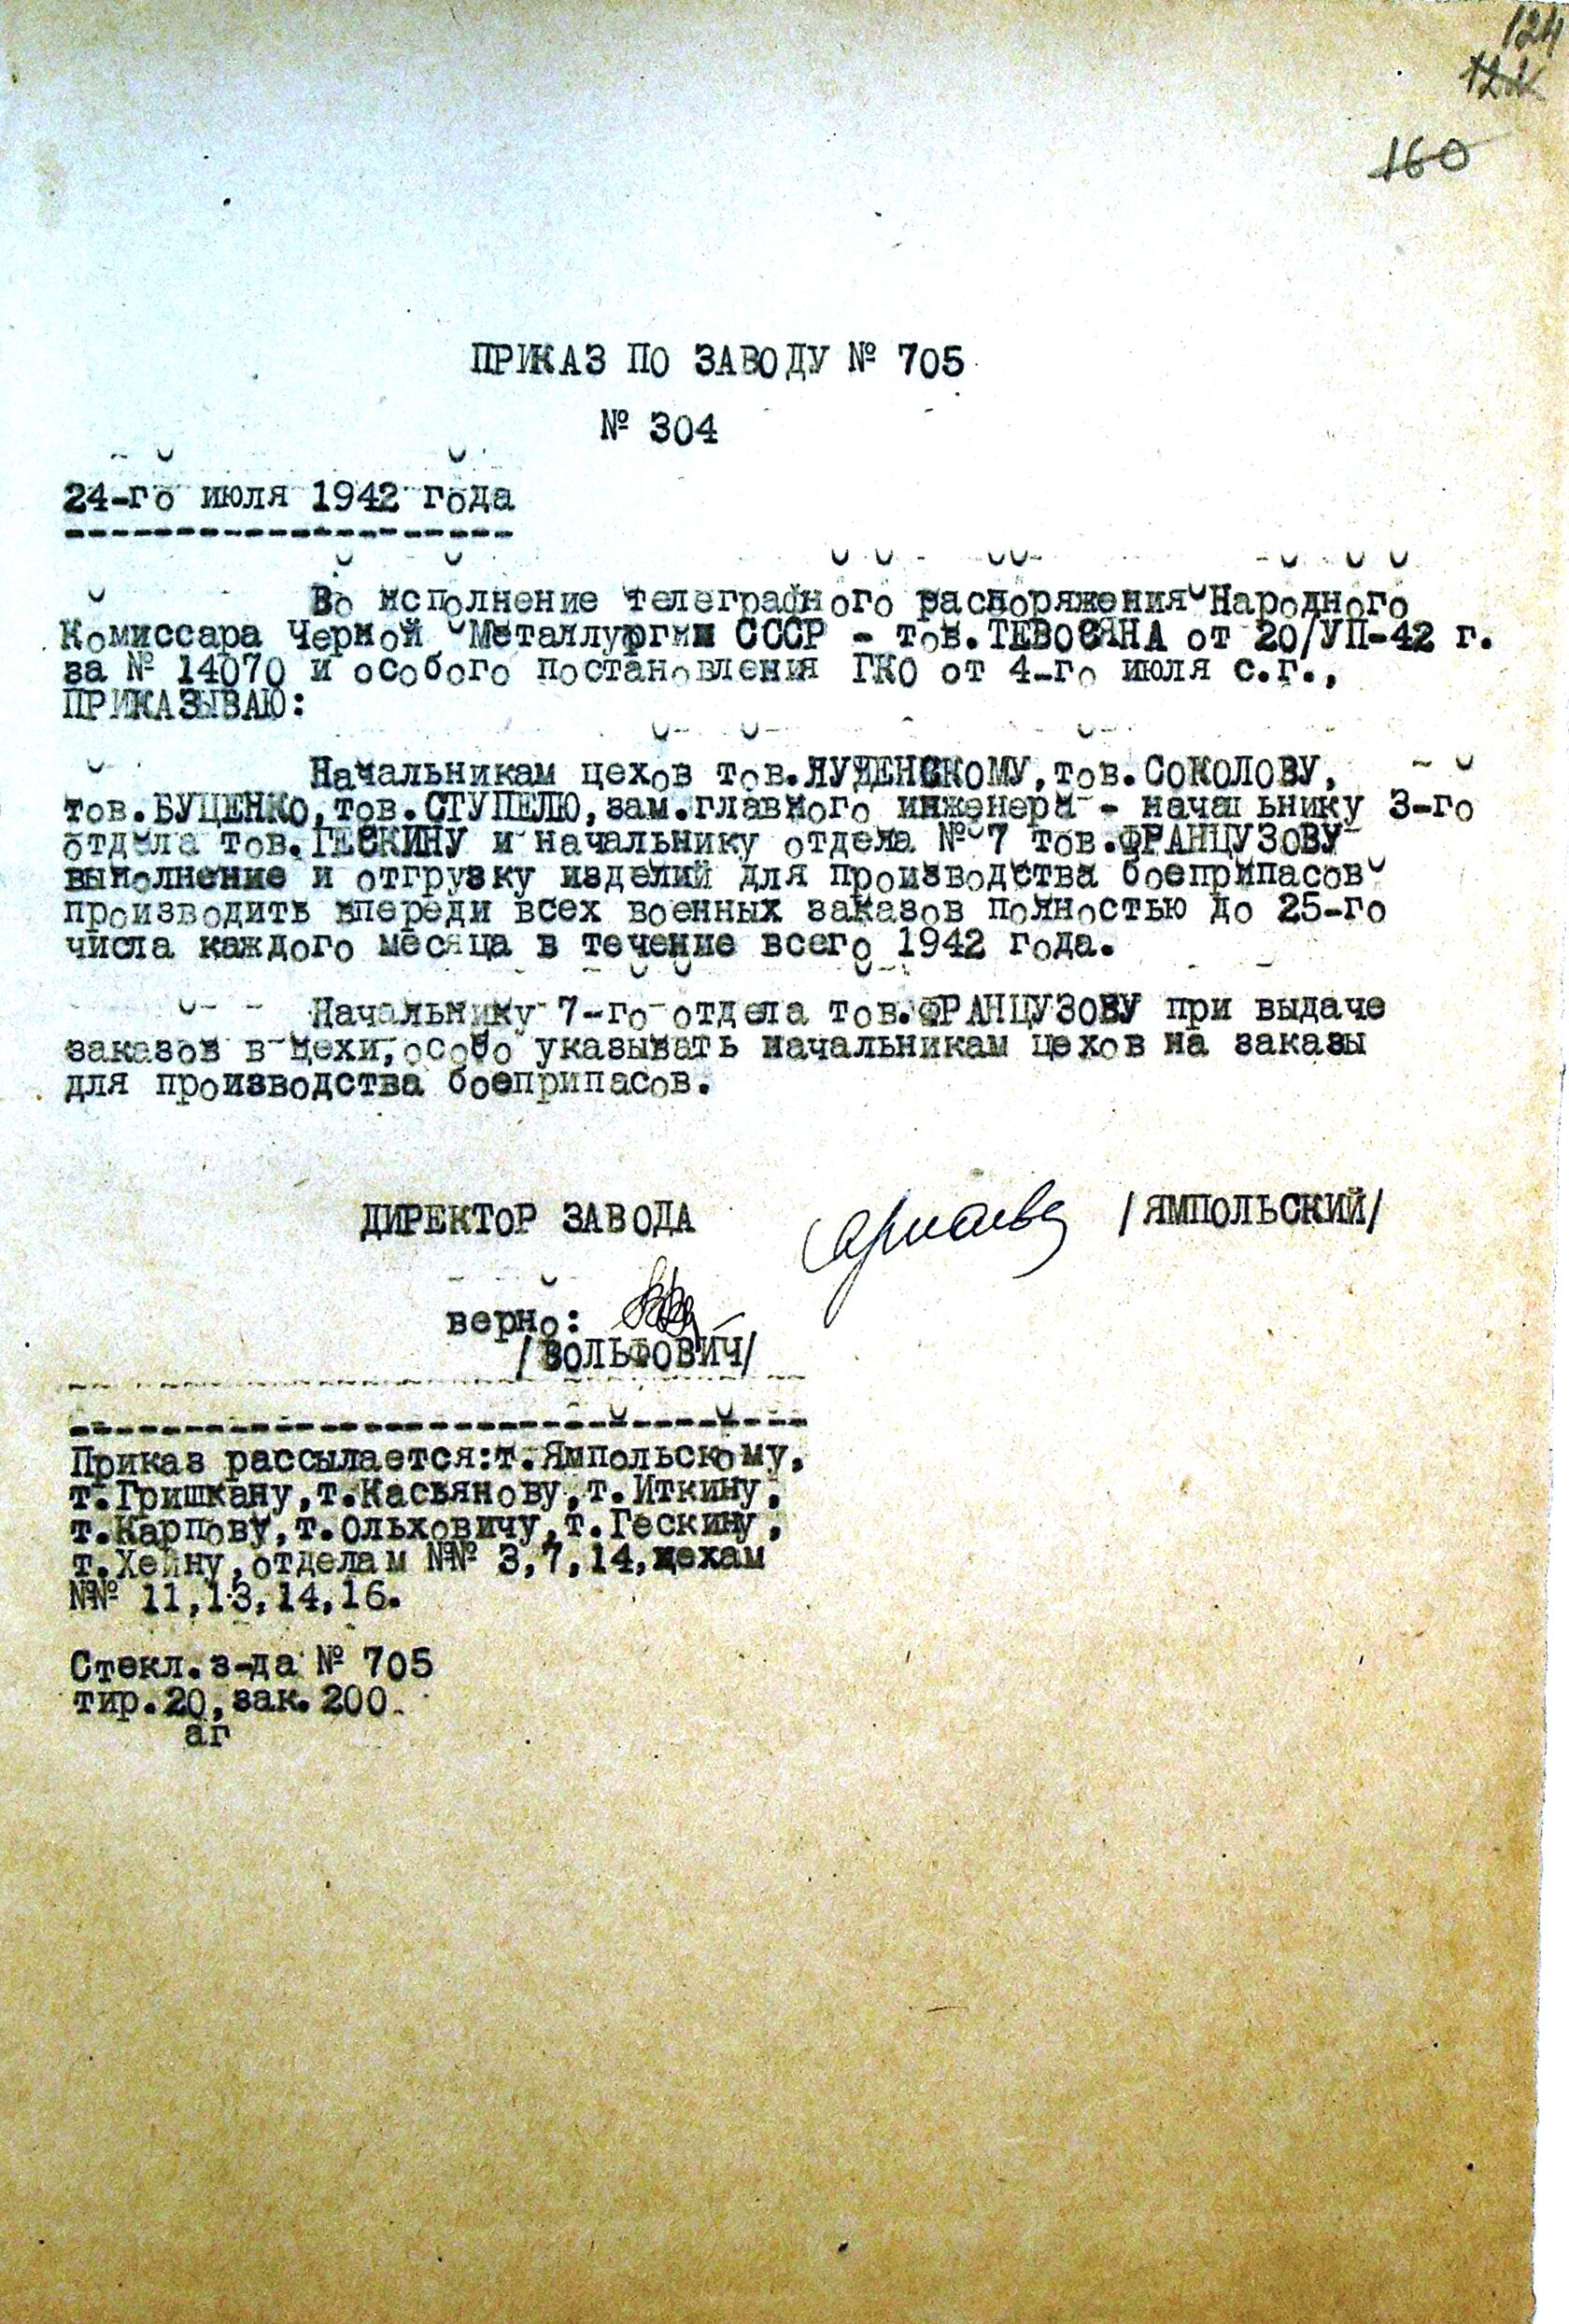 124
160
ПРИКАЗ ПО ЗАВОДУ № 705
№ 304
24-го июля 1942 года
Во исполнение телеграфного распоряжения Народного
Комиссара Черной Металлургии СССР - тов.ТЕВОСЯНА от 20/УП-42 г.
за № 14070 и особого постановления ГКО от 4-го июля с.г.,
ПРИКАЗЫВАЮ:
Начальникам цехов тов. тов.СОКОЛОВУ,
тов.БУЦЕНКО,тов.СТУПЕЛЮ,зам.главного инженера - начальнику 3-го
отдела тов.ГЕСКИНУ и начальнику отдела № 7 тов.ФРАНЦУЗОВУ
выполнение и отгрузку изделий для производства боеприпасов
производить впереди всех военных заказов полностью до 25-го
числа каждого месяца в течение всего 1942 года.
Начальнику 7-го отдела тов.ФРАНЦУЗОВУ при выдаче
заказов в цехи,особо указывать начальникам цехов на заказы
для производства боеприпасов.
ДИРЕКТОР ЗАВОДА /ЯМПОЛЬСКИЙ/
верно:
/ВОЛЬФОВИЧ/
Приказ рассылается:т.Ямпольскому,
т.Гришкану,т.Касьянову,т.Иткину,
т.Карпову,т.Ольховичу,т.Гескину,
т.Хейну,отделам №№ 3,7,14,цехам
№№ 11,13,14,16.
Стекл.з-да № 705
тир.20,зак.200.
аг